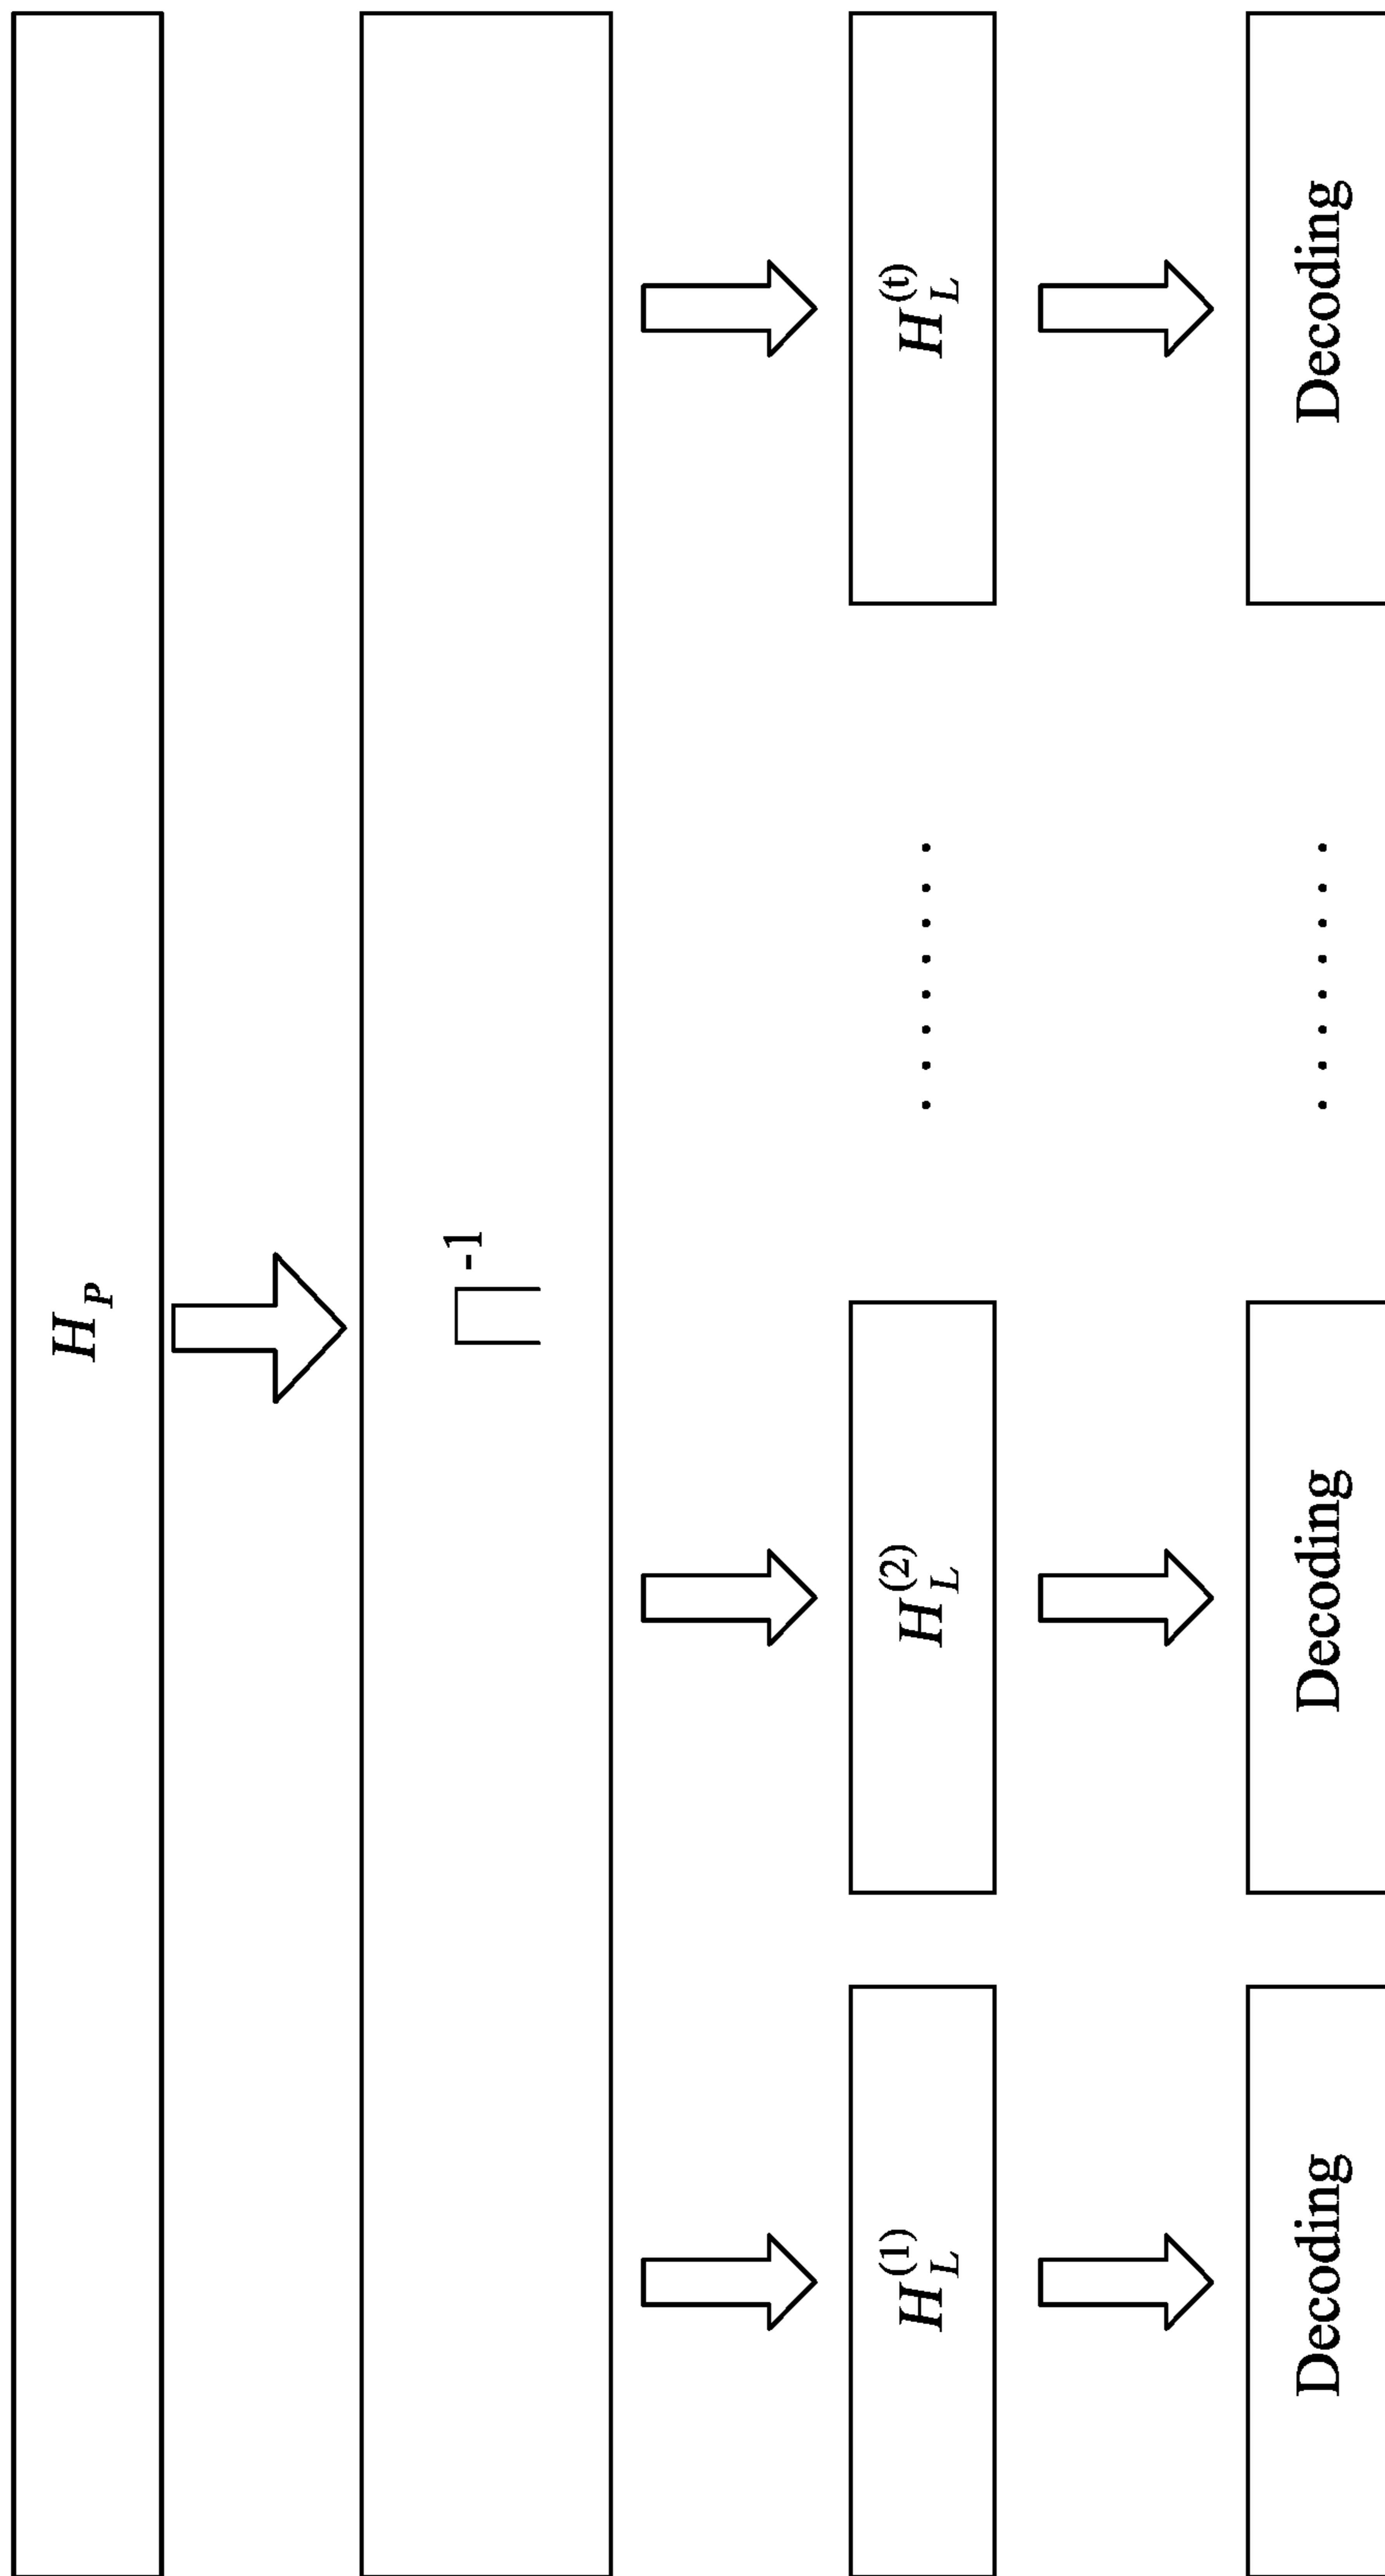 H_P
∏^-1
H_L^(1) H_L^(2) ........ H_L^(t)
Decoding Decoding ........ Decoding